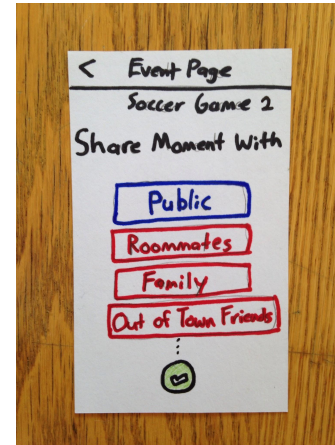 < Event Page
Soccer Game 2
Share Moment With
Public
Roommates
Family
Out of Town Friends